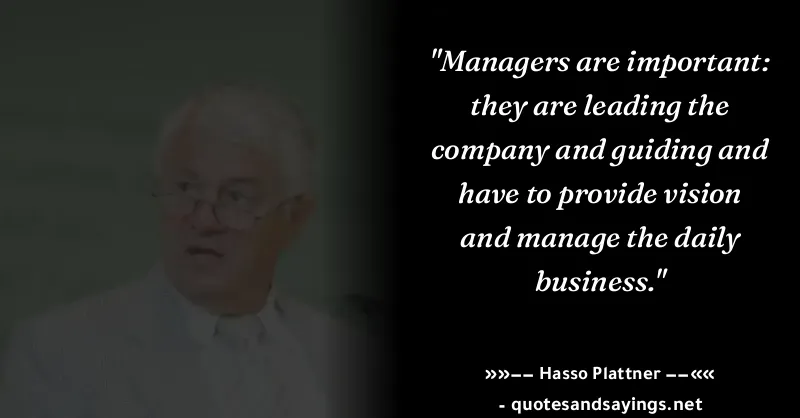 "Managers are important:
they are leading the
company and guiding and
have to provide vision
and manage the daily
business."
»»−− Hasso Plattner −−««
- quotesandsayings.net